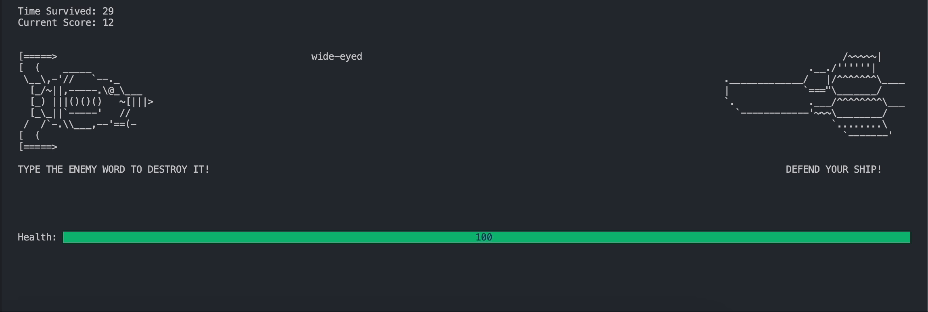 Time Survived: 29
Current Score: 12
wide-eyed
TYPE THE ENEMY WORD TO DESTROY IT!
DEFEND YOUR SHIP!
Health: 100